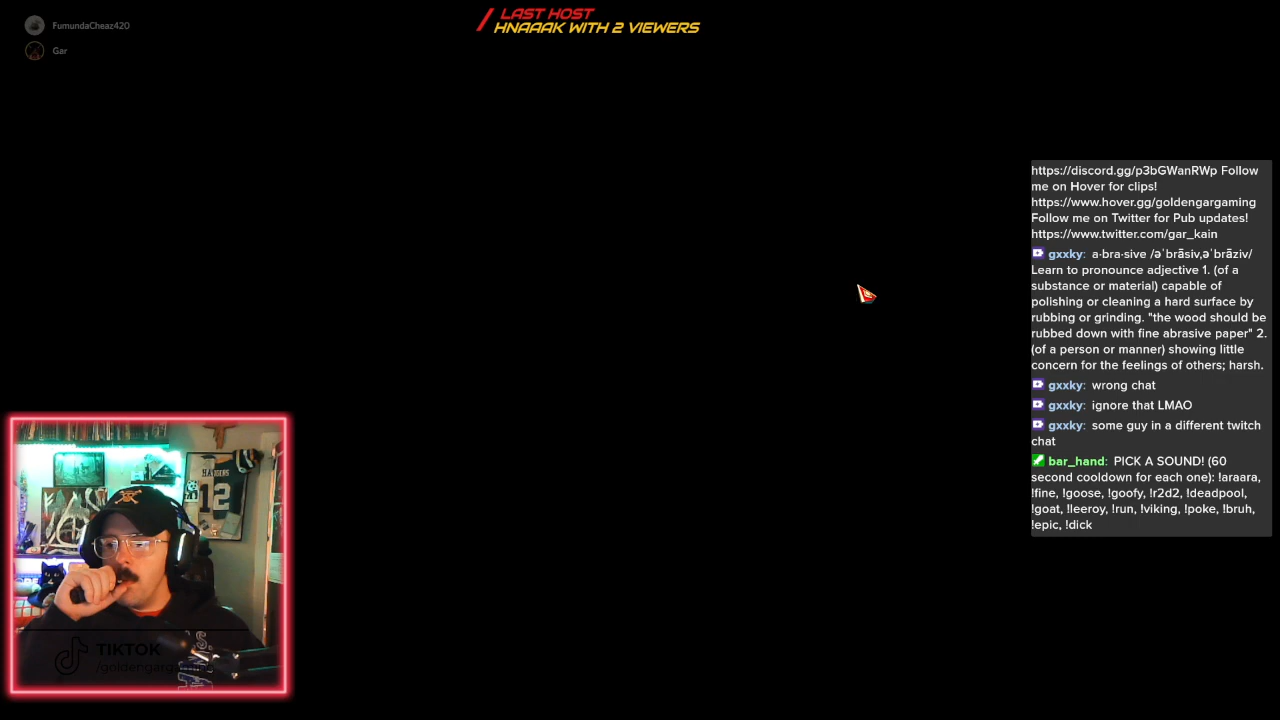 FumundaCheaz420
Gar
LAST HOST
HNAAAK WITH 2 VIEWERS
https://discord.gg/p3bGWanRWp Follow
me on Hover for clips!
https://www.hover.gg/goldengargaming
Follow me on Twitter for Pub updates!
https://www.twitter.com/gar_kain
gxxky: a·bra·sive /əˈbrāsiv,əˈbrāziv/
Learn to pronounce adjective 1. (of a
substance or material) capable of
polishing or cleaning a hard surface by
rubbing or grinding. "the wood should be
rubbed down with fine abrasive paper" 2.
(of a person or manner) showing little
concern for the feelings of others; harsh.
gxxky: wrong chat
gxxky: ignore that LMAO
gxxky: some guy in a different twitch
chat
bar_hand: PICK A SOUND! (60
second cooldown for each one): !araara,
!fine, !goose, !goofy, !r2d2, !deadpool,
!goat, !leeroy, !run, !viking, !poke, !bruh,
!epic, !dick
12
TIKTOK